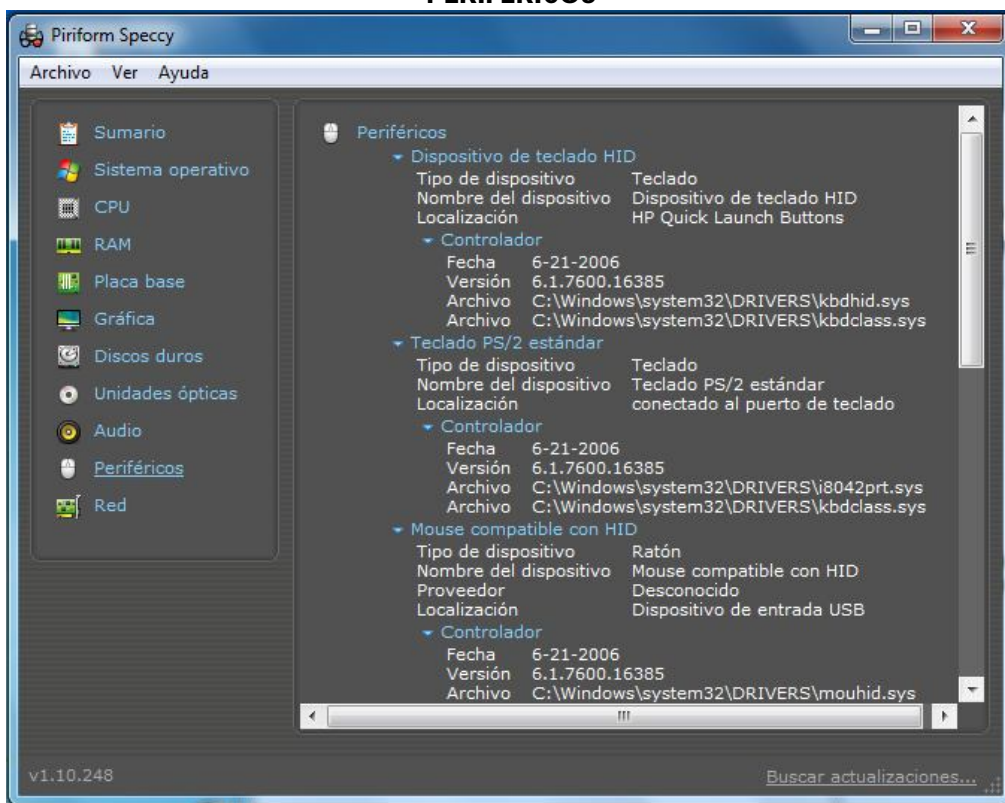 Piriform Speccy
Archivo Ver Ayuda
Sumario
Sistema operativo
CPU
RAM
Placa base
Gráfica
Discos duros
Unidades ópticas
Audio
Periféricos
Red
Periféricos
Dispositivo de teclado HID
Tipo de dispositivo Teclado
Nombre del dispositivo Dispositivo de teclado HID
Localización HP Quick Launch Buttons
Controlador
Fecha 6-21-2006
Versión 6.1.7600.16385
Archivo C:\Windows\system32\DRIVERS\kbdhid.sys
Archivo C:\Windows\system32\DRIVERS\kbdclass.sys
Teclado PS/2 estándar
Tipo de dispositivo Teclado
Nombre del dispositivo Teclado PS/2 estándar
Localización conectado al puerto de teclado
Controlador
Fecha 6-21-2006
Versión 6.1.7600.16385
Archivo C:\Windows\system32\DRIVERS\i8042prt.sys
Archivo C:\Windows\system32\DRIVERS\kbdclass.sys
Mouse compatible con HID
Tipo de dispositivo Ratón
Nombre del dispositivo Mouse compatible con HID
Proveedor Desconocido
Localización Dispositivo de entrada USB
Controlador
Fecha 6-21-2006
Versión 6.1.7600.16385
Archivo C:\Windows\system32\DRIVERS\mouhid.sys
v1.10.248
Buscar actualizaciones...